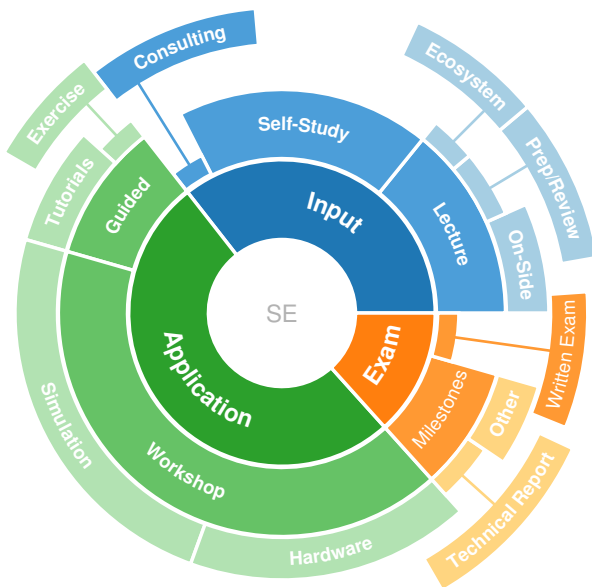 Consulting
Ecosystem
Exercise
Self-Study
Prep/Review
Tutorials
Guided
Input
Lecture
On-Side
SE
Application
Exam
Written Exam
Milestones
Other
Simulation
Workshop
Technical Report
Hardware